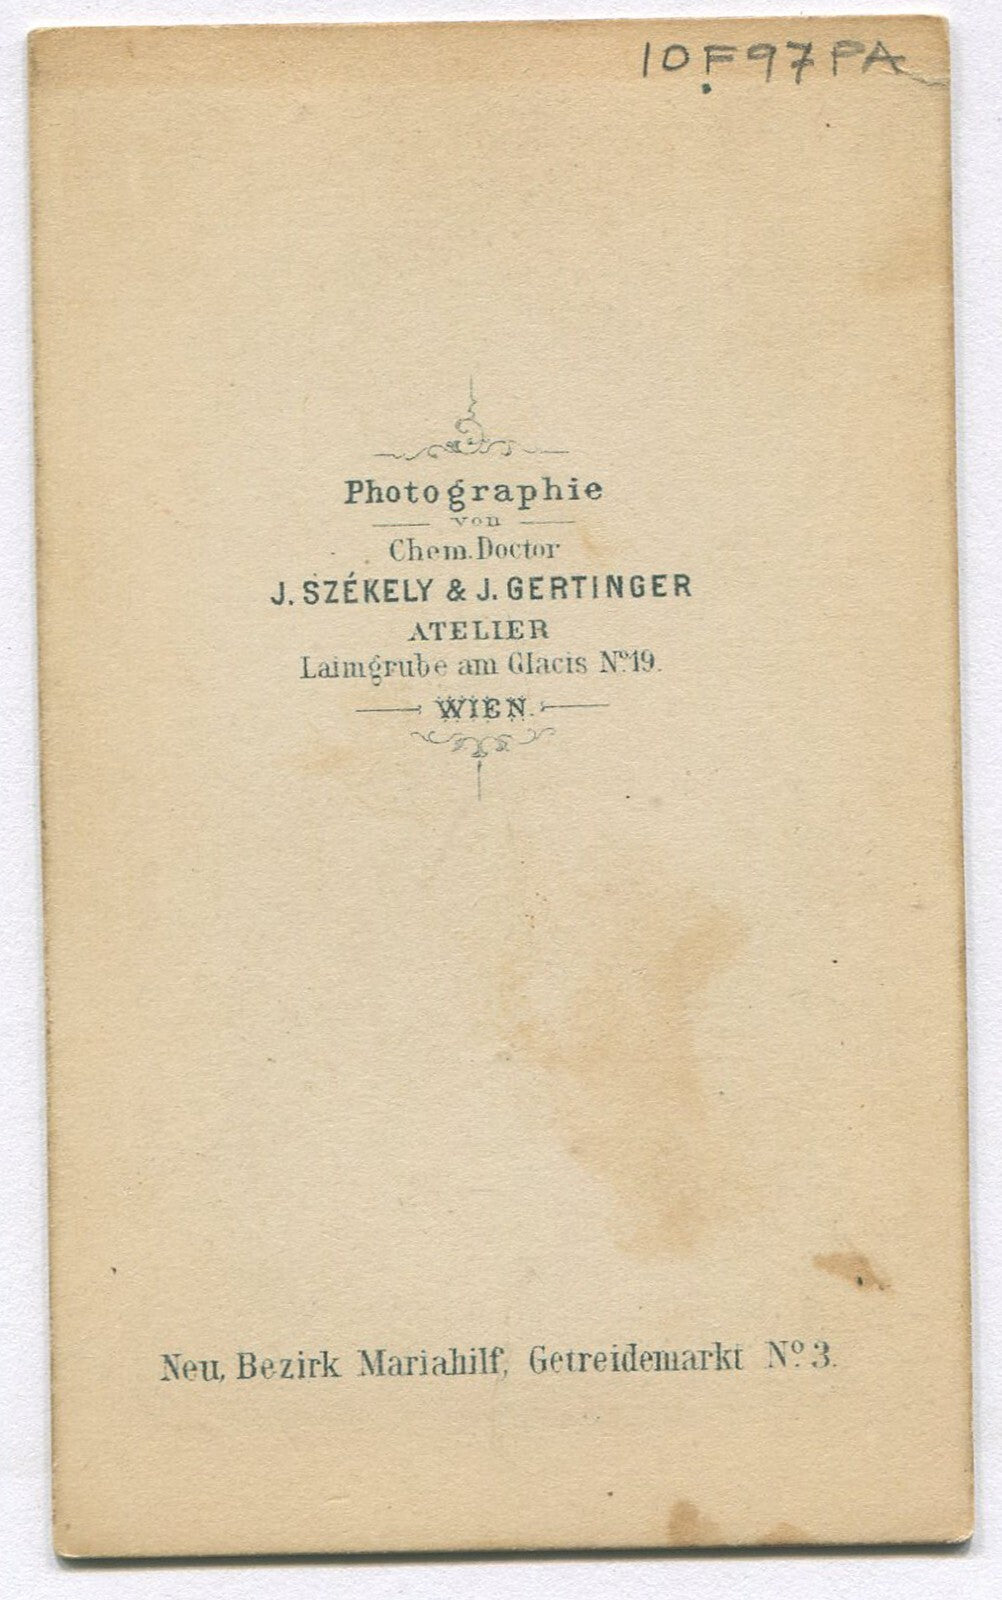 10F97PA
Photographie
von
Chem. Doctor
J. SZÉKELY & J. GERTINGER
ATELIER
Laimgrube am Glacis Nº 19.
WIEN.
Neu, Bezirk Mariahilf, Getreidemarkt Nº 3.